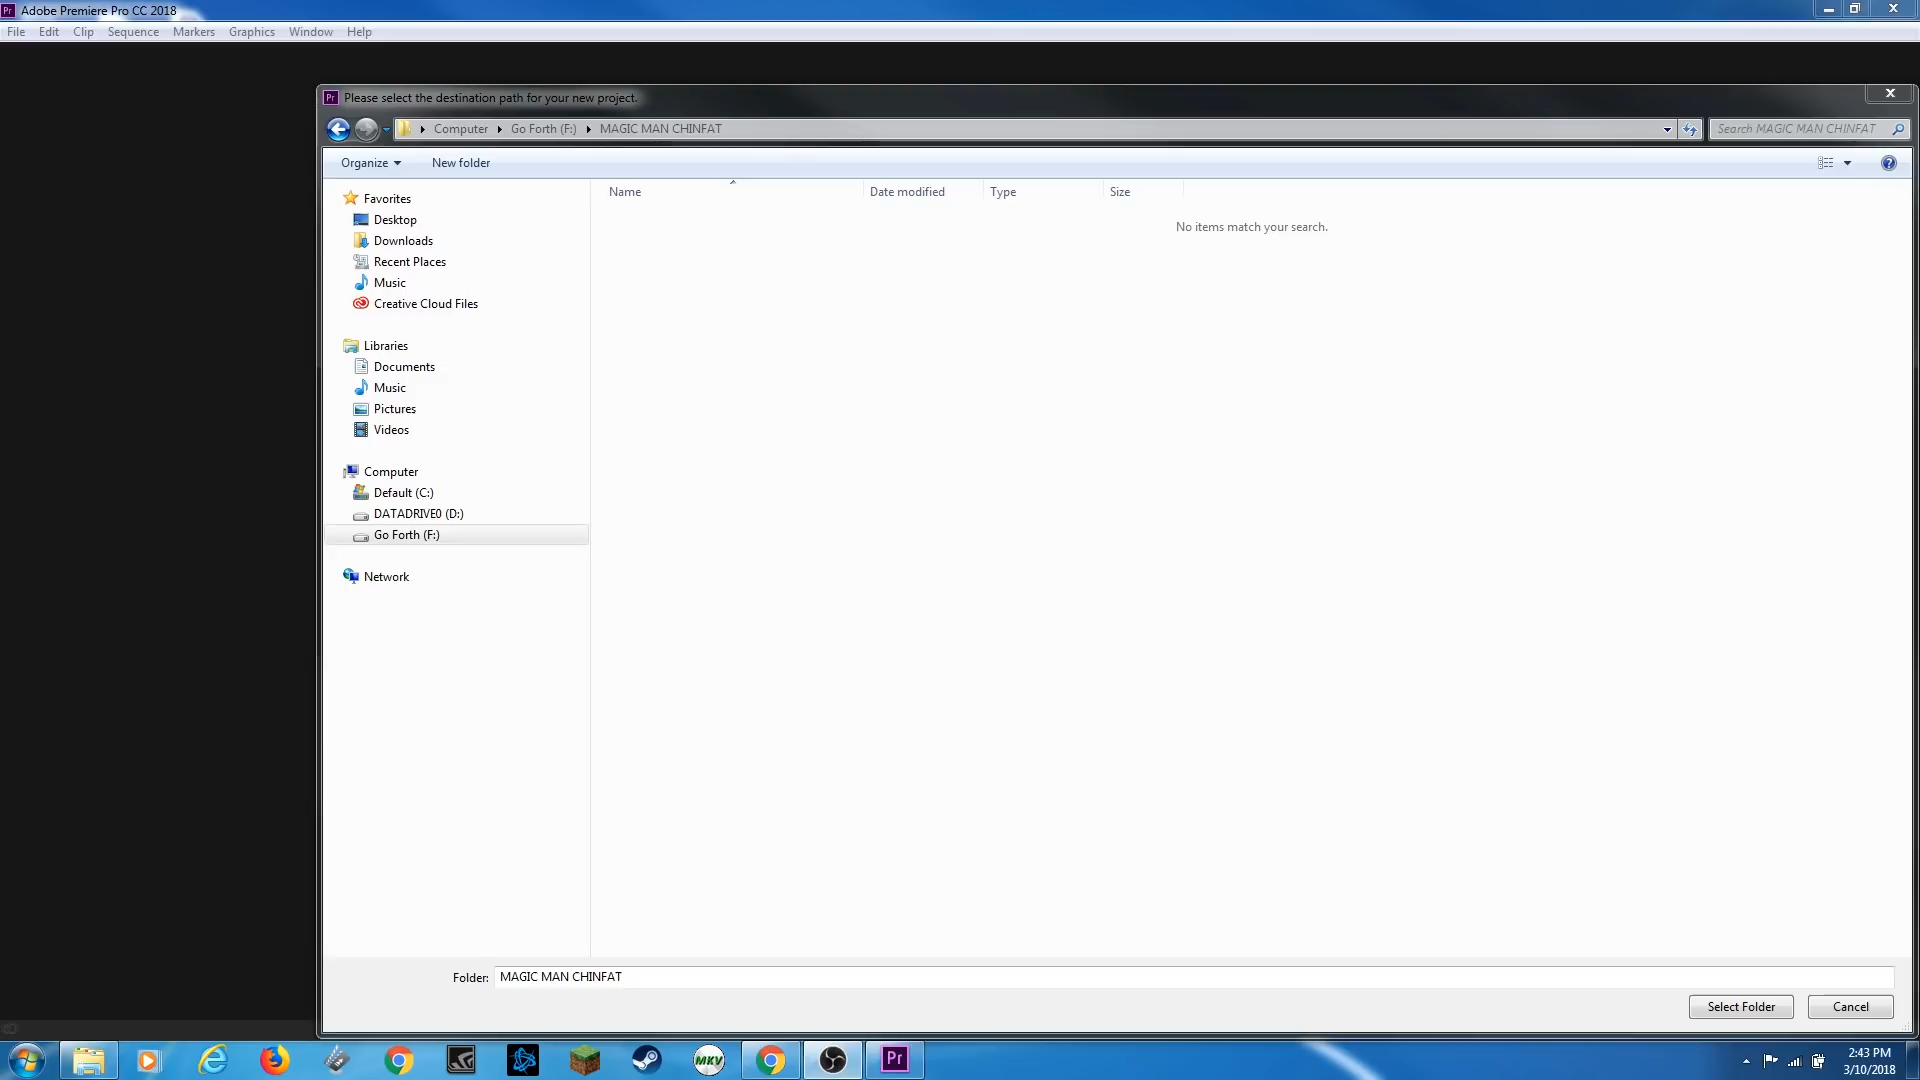 Pr Adobe Premiere Pro CC 2018
File Edit Clip Sequence Markers Graphics Window Help
Pr Please select the destination path for your new project.
Computer Go Forth (F:) MAGIC MAN CHINFAT
Search MAGIC MAN CHINFAT
Organize New folder
Name Date modified Type Size
No items match your search.
Favorites
Desktop
Downloads
Recent Places
Music
Creative Cloud Files
Libraries
Documents
Music
Pictures
Videos
Computer
Default (C:)
DATADRIVE0 (D:)
Go Forth (F:)
Network
Folder: MAGIC MAN CHINFAT
Select Folder Cancel
MKV
Pr
2:43 PM
3/10/2018